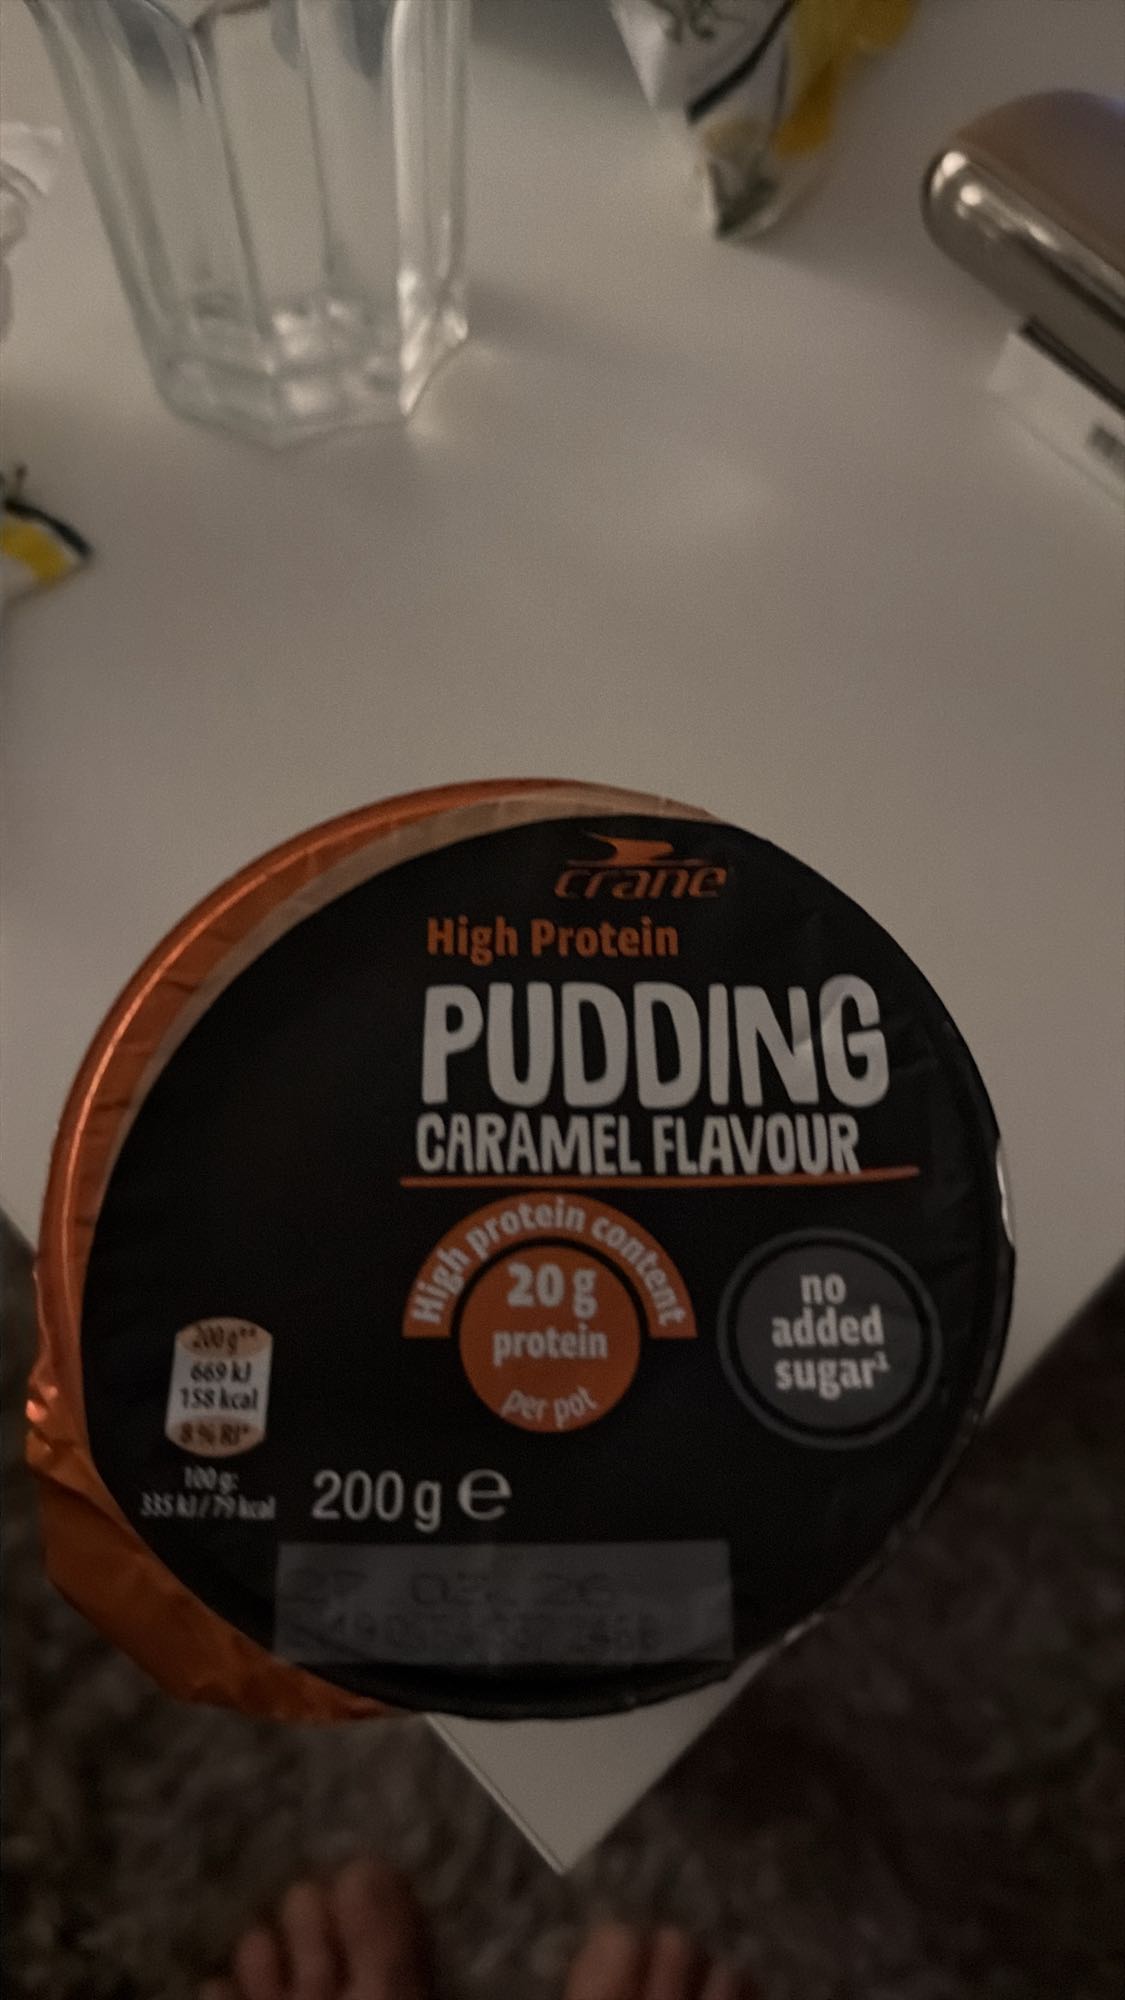 crane
High Protein
PUDDING
CARAMEL FLAVOUR
High protein content
20 g
protein
per pot
no
added
sugar¹
200 g**
669 kJ
158 kcal
8 % RI*
100 g:
335 kJ / 79 kcal
200 g ℮